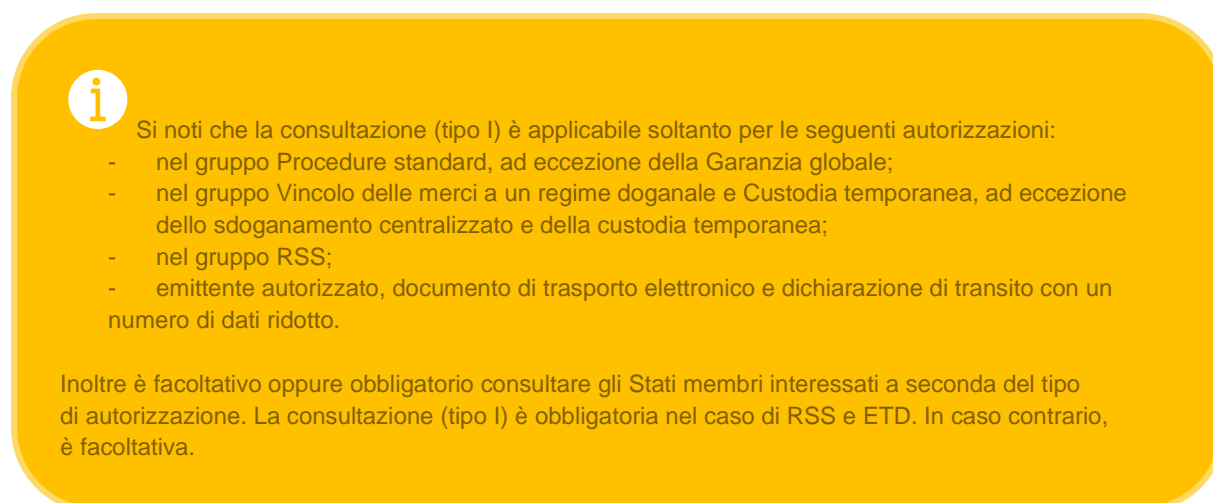 i
Si noti che la consultazione (tipo I) è applicabile soltanto per le seguenti autorizzazioni:
- nel gruppo Procedure standard, ad eccezione della Garanzia globale;
- nel gruppo Vincolo delle merci a un regime doganale e Custodia temporanea, ad eccezione
dello sdoganamento centralizzato e della custodia temporanea;
- nel gruppo RSS;
- emittente autorizzato, documento di trasporto elettronico e dichiarazione di transito con un
numero di dati ridotto.
Inoltre è facoltativo oppure obbligatorio consultare gli Stati membri interessati a seconda del tipo
di autorizzazione. La consultazione (tipo I) è obbligatoria nel caso di RSS e ETD. In caso contrario,
è facoltativa.